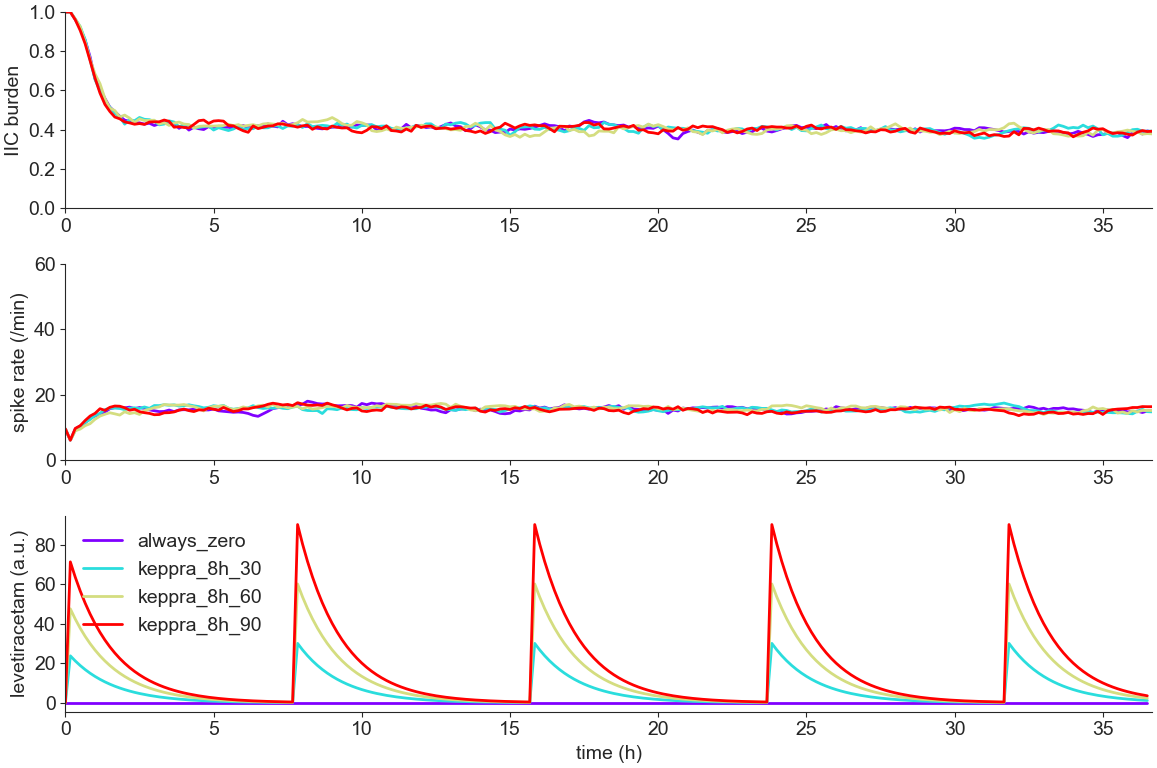 IIC burden
1.0
0.8
0.6
0.4
0.2
0.0
0 5 10 15 20 25 30 35
spike rate (/min)
60
40
20
0
0 5 10 15 20 25 30 35
levetiracetam (a.u.)
80
60
40
20
0
always_zero
keppra_8h_30
keppra_8h_60
keppra_8h_90
0 5 10 15 20 25 30 35
time (h)